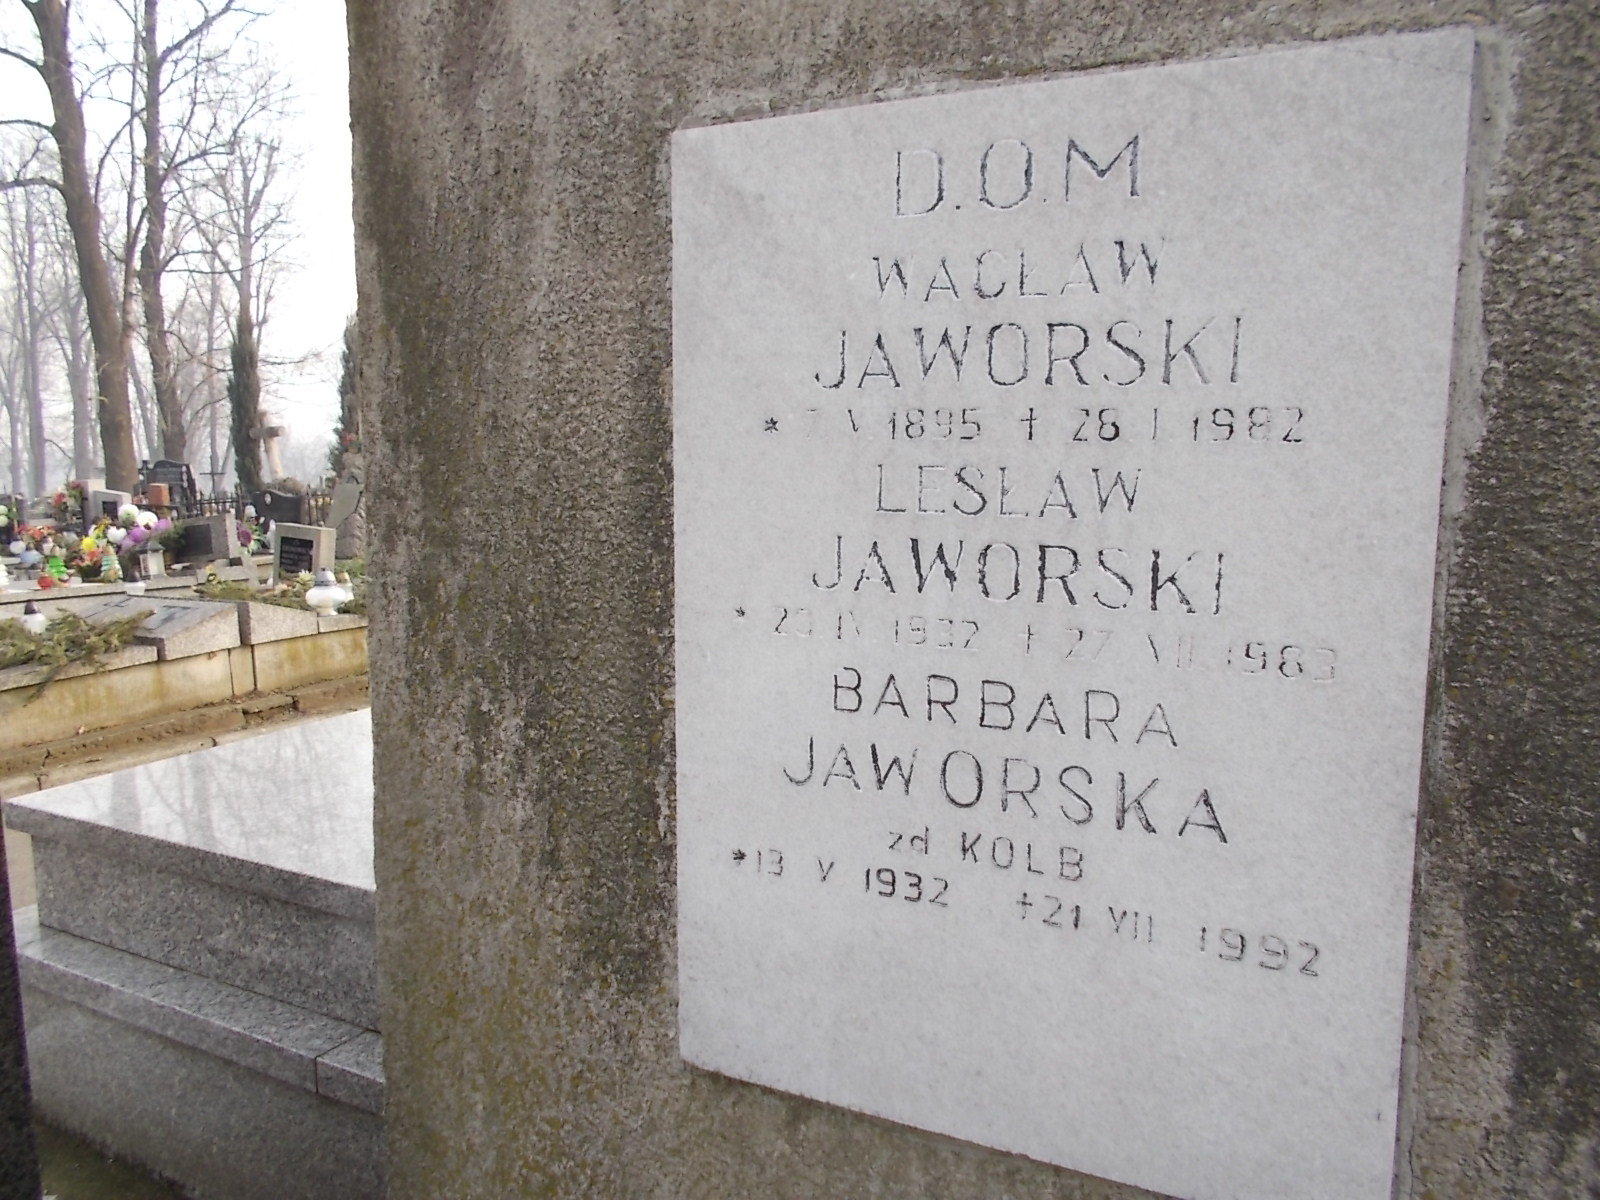 D.O.M
WACŁAW
JAWORSKI
* 7 V. 1895 + 28 I. 1982
LESŁAW
JAWORSKI
* IV 1932 + 27 VII. 1983
BARBARA
JAWORSKA
zd KOLB
*13 V 1932 +21 VII 1992